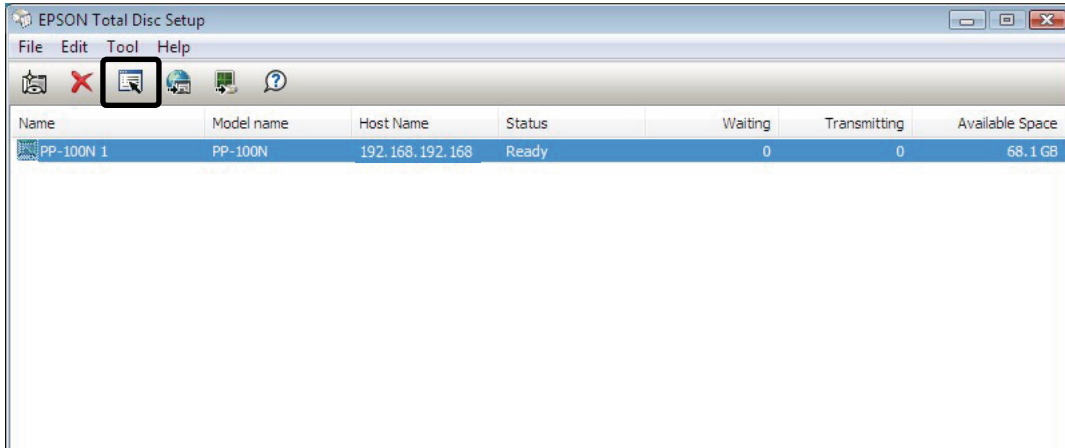 EPSON Total Disc Setup
File Edit Tool Help
Name Model name Host Name Status Waiting Transmitting Available Space
PP-100N 1 PP-100N 192.168.192.168 Ready 0 0 68.1 GB